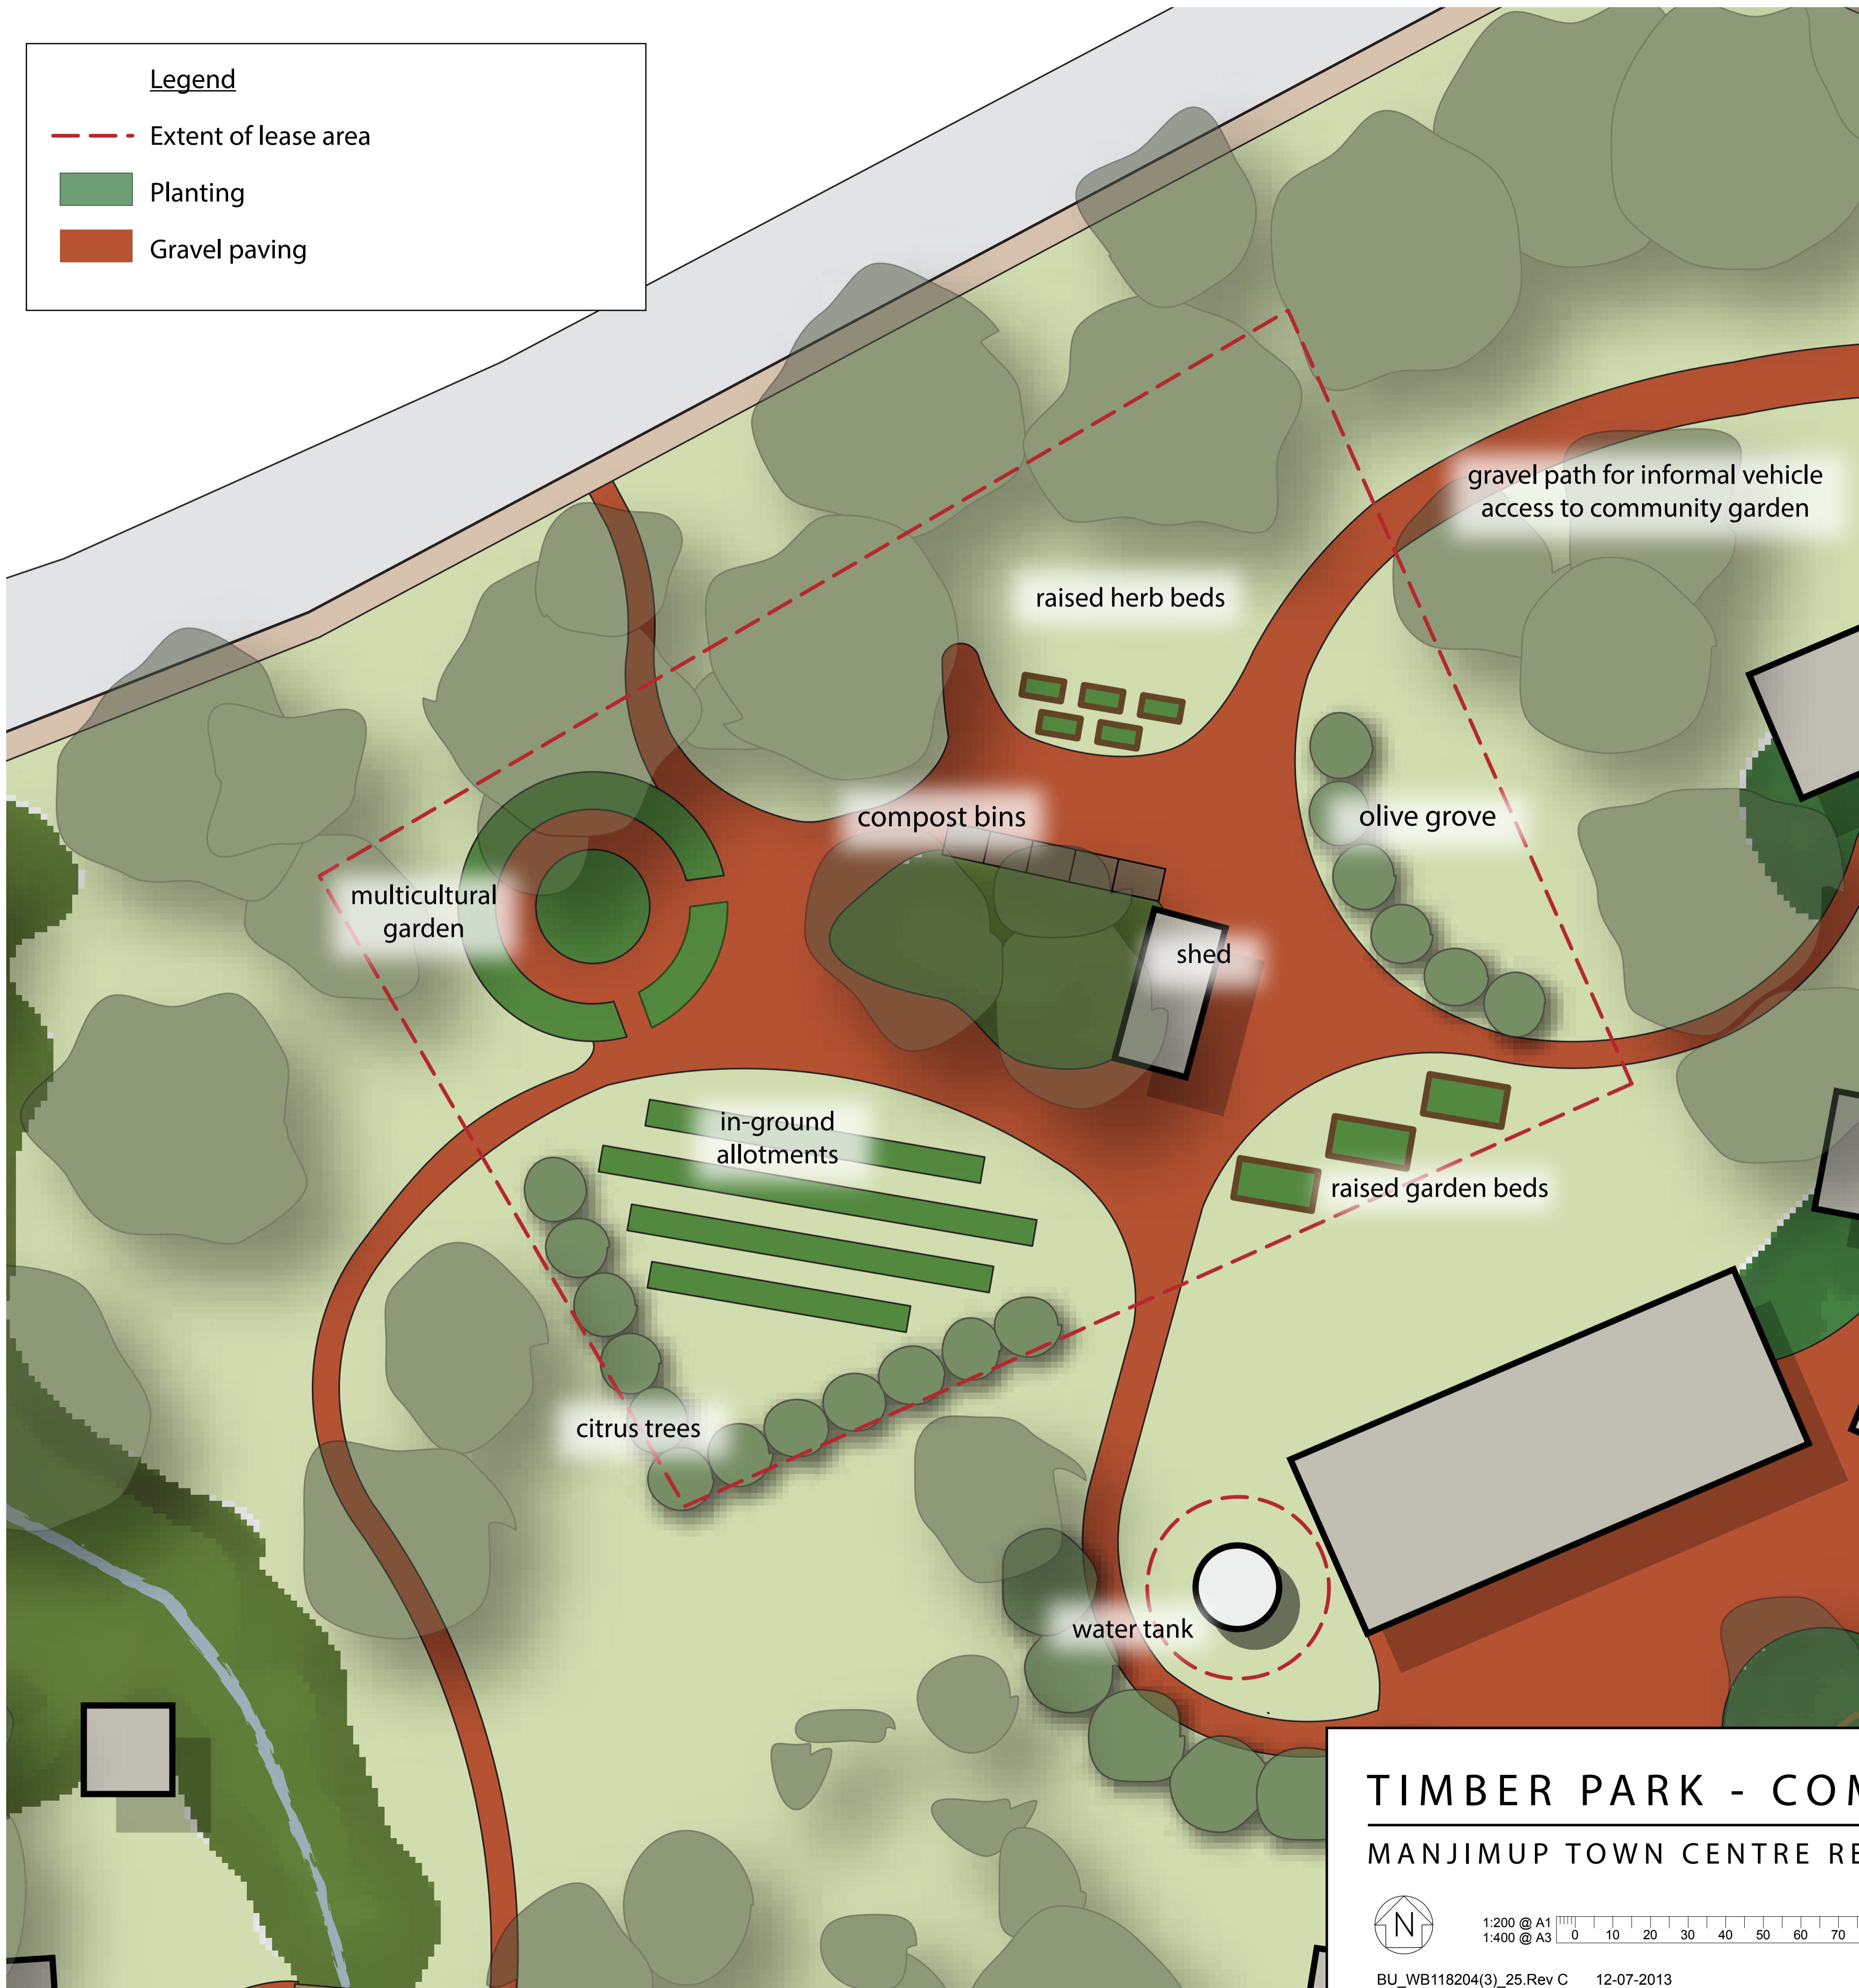 Legend
Extent of lease area
Planting
Gravel paving
gravel path for informal vehicle
access to community garden
raised herb beds
compost bins
olive grove
multicultural
garden
shed
in-ground
allotments
raised garden beds
citrus trees
water tank
TIMBER PARK - COM
MANJIMUP TOWN CENTRE RE
N
1:200 @ A1
1:400 @ A3
0 10 20 30 40 50 60 70
BU_WB118204(3)_25.Rev C 12-07-2013